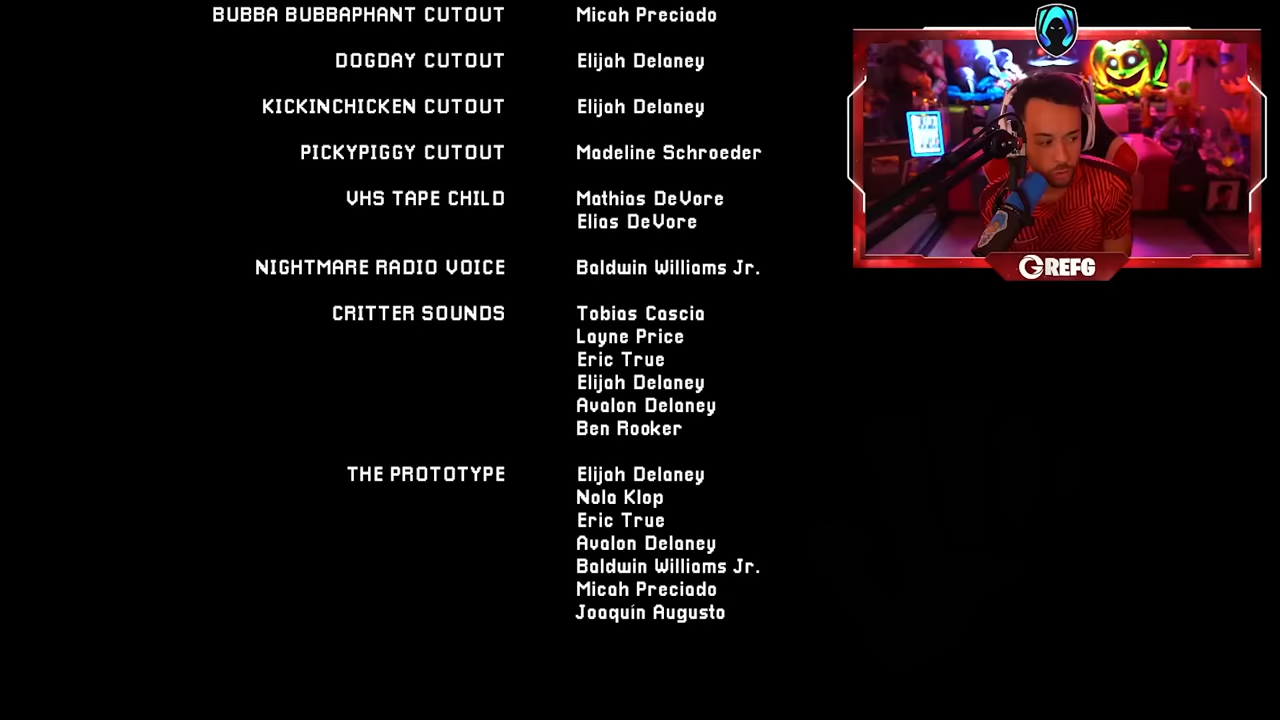 BUBBA BUBBAPHANT CUTOUT Micah Preciado
DOGDAY CUTOUT Elijah Delaney
KICKINCHICKEN CUTOUT Elijah Delaney
PICKYPIGGY CUTOUT Madeline Schroeder
VHS TAPE CHILD Mathias DeVore
Elias DeVore
NIGHTMARE RADIO VOICE Baldwin Williams Jr.
CRITTER SOUNDS Tobias Cascia
Layne Price
Eric True
Elijah Delaney
Avalon Delaney
Ben Rooker
THE PROTOTYPE Elijah Delaney
Nola Klop
Eric True
Avalon Delaney
Baldwin Williams Jr.
Micah Preciado
Joaquín Augusto
GREFG